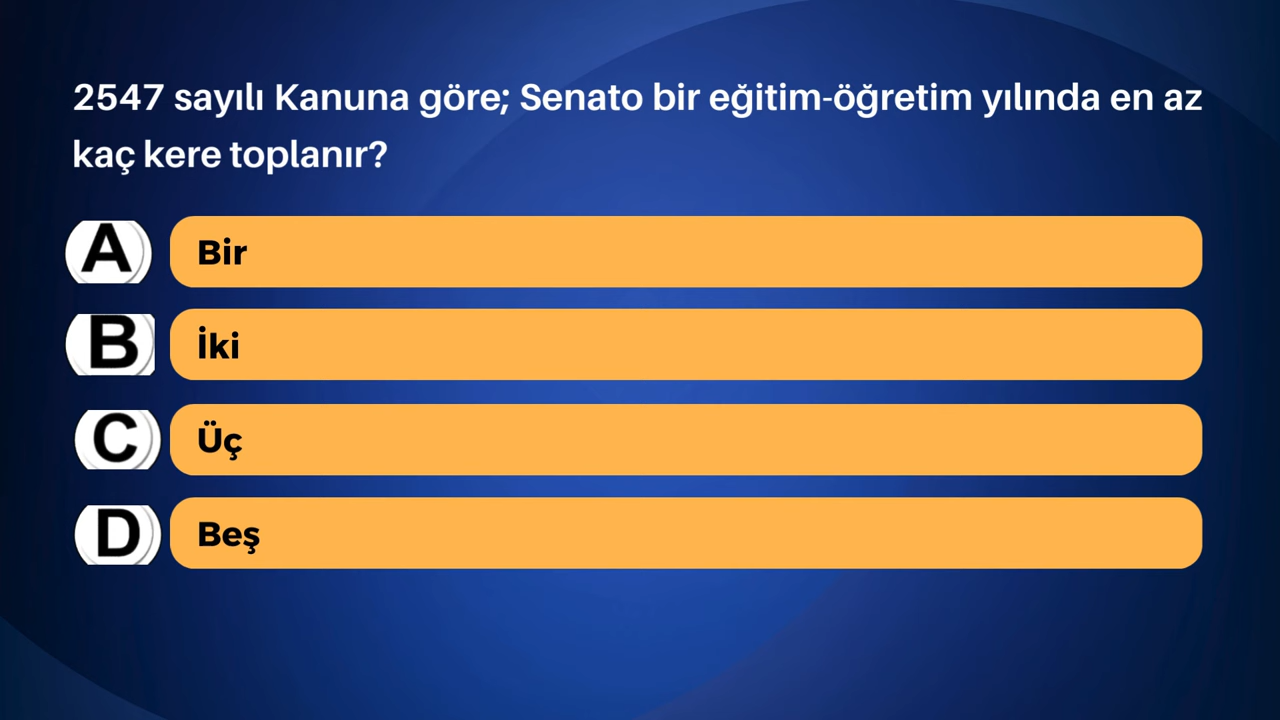 2547 sayılı Kanuna göre; Senato bir eğitim-öğretim yılında en az
kaç kere toplanır?
A Bir
B İki
C Üç
D Beş